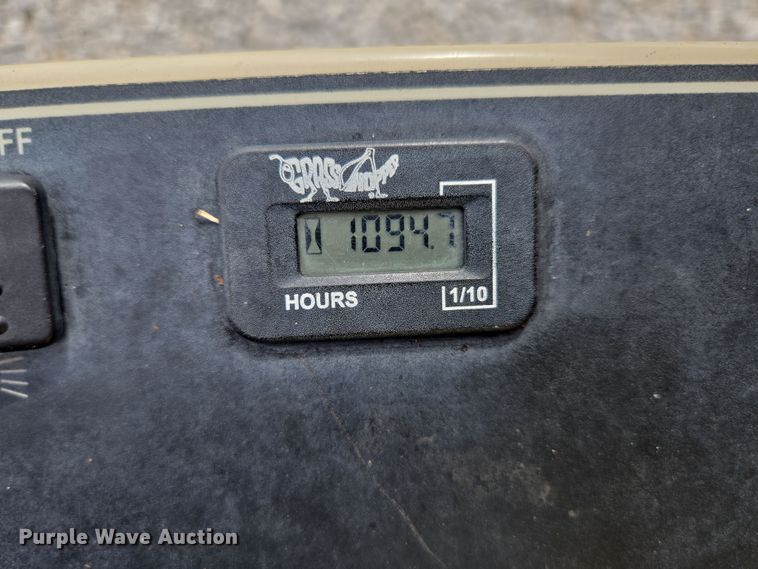 FF
GRASSHOPPER
1094.7
HOURS
1/10
Purple Wave Auction